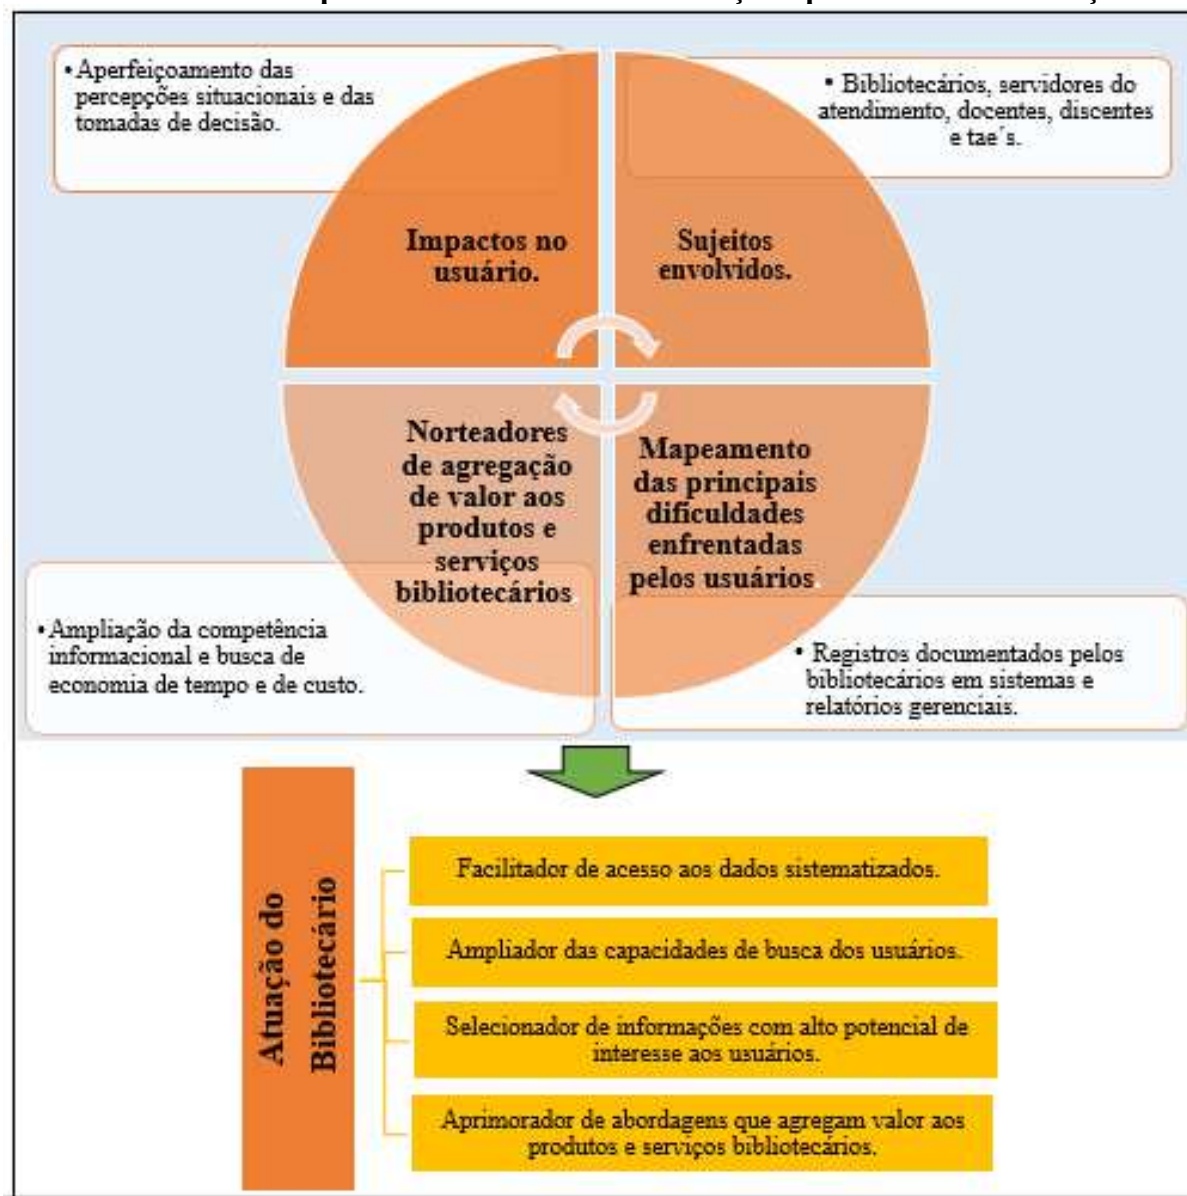 •Aperfeiçoamento das
percepções situacionais e das
tomadas de decisão.
• Bibliotecários, servidores do
atendimento, docentes, discentes
e tae´s.
Impactos no
usuário.
Sujeitos
envolvidos.
Norteadores
de agregação
de valor aos
produtos e
serviços
bibliotecários.
Mapeamento
das principais
dificuldades
enfrentadas
pelos usuários.
•Ampliação da competência
informacional e busca de
economia de tempo e de custo.
• Registros documentados pelos
bibliotecários em sistemas e
relatórios gerenciais.
Atuação do
Bibliotecário
Facilitador de acesso aos dados sistematizados.
Ampliador das capacidades de busca dos usuários.
Selecionador de informações com alto potencial de
interesse aos usuários.
Aprimorador de abordagens que agregam valor aos
produtos e serviços bibliotecários.